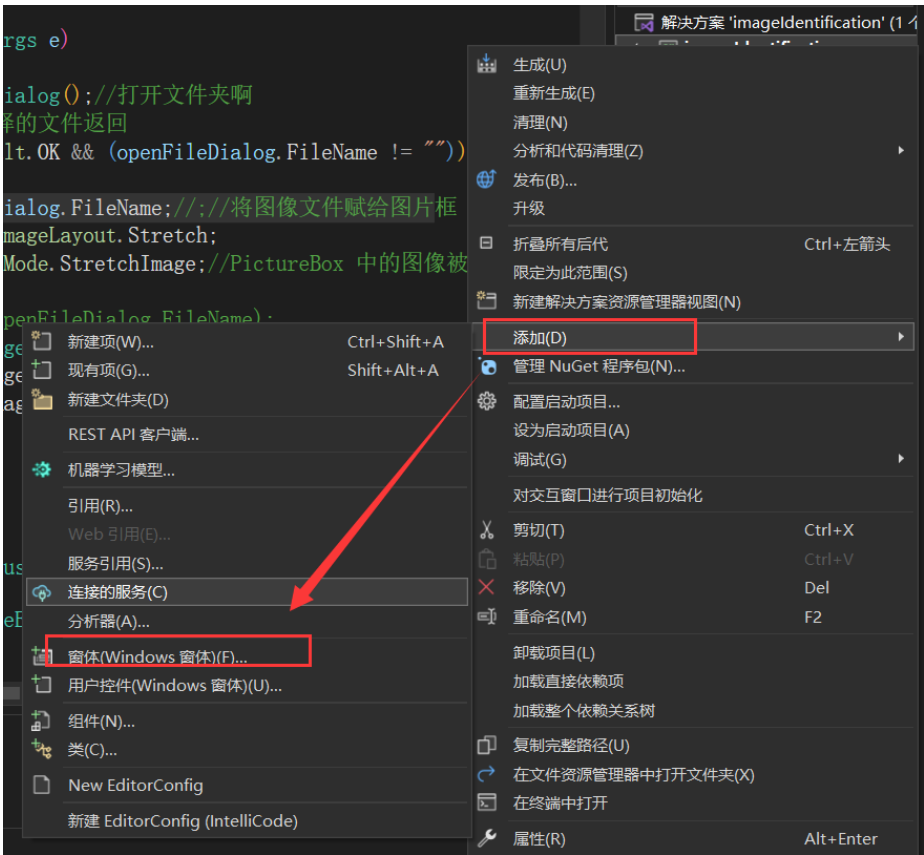 解决方案 'imageIdentification' (1 个
rgs e)
ialog();//打开文件夹啊
择的文件返回
lt.OK && (openFileDialog.FileName != ""))
ialog.FileName;//;//将图像文件赋给图片框
mageLayout.Stretch;
Mode.StretchImage;//PictureBox 中的图像被
penFileDialog.FileName);
生成(U)
重新生成(E)
清理(N)
分析和代码清理(Z)
发布(B)...
升级
折叠所有后代 Ctrl+左箭头
限定为此范围(S)
新建解决方案资源管理器视图(N)
添加(D)
管理 NuGet 程序包(N)...
配置启动项目...
设为启动项目(A)
调试(G)
对交互窗口进行项目初始化
剪切(T) Ctrl+X
粘贴(P) Ctrl+V
移除(V) Del
重命名(M) F2
卸载项目(L)
加载直接依赖项
加载整个依赖关系树
复制完整路径(U)
在文件资源管理器中打开文件夹(X)
在终端中打开
属性(R) Alt+Enter
ge
ge
ag
us
eE
新建项(W)... Ctrl+Shift+A
现有项(G)... Shift+Alt+A
新建文件夹(D)
REST API 客户端...
机器学习模型...
引用(R)...
Web 引用(E)...
服务引用(S)...
连接的服务(C)
分析器(A)...
窗体(Windows 窗体)(F)...
用户控件(Windows 窗体)(U)...
组件(N)...
类(C)...
New EditorConfig
新建 EditorConfig (IntelliCode)